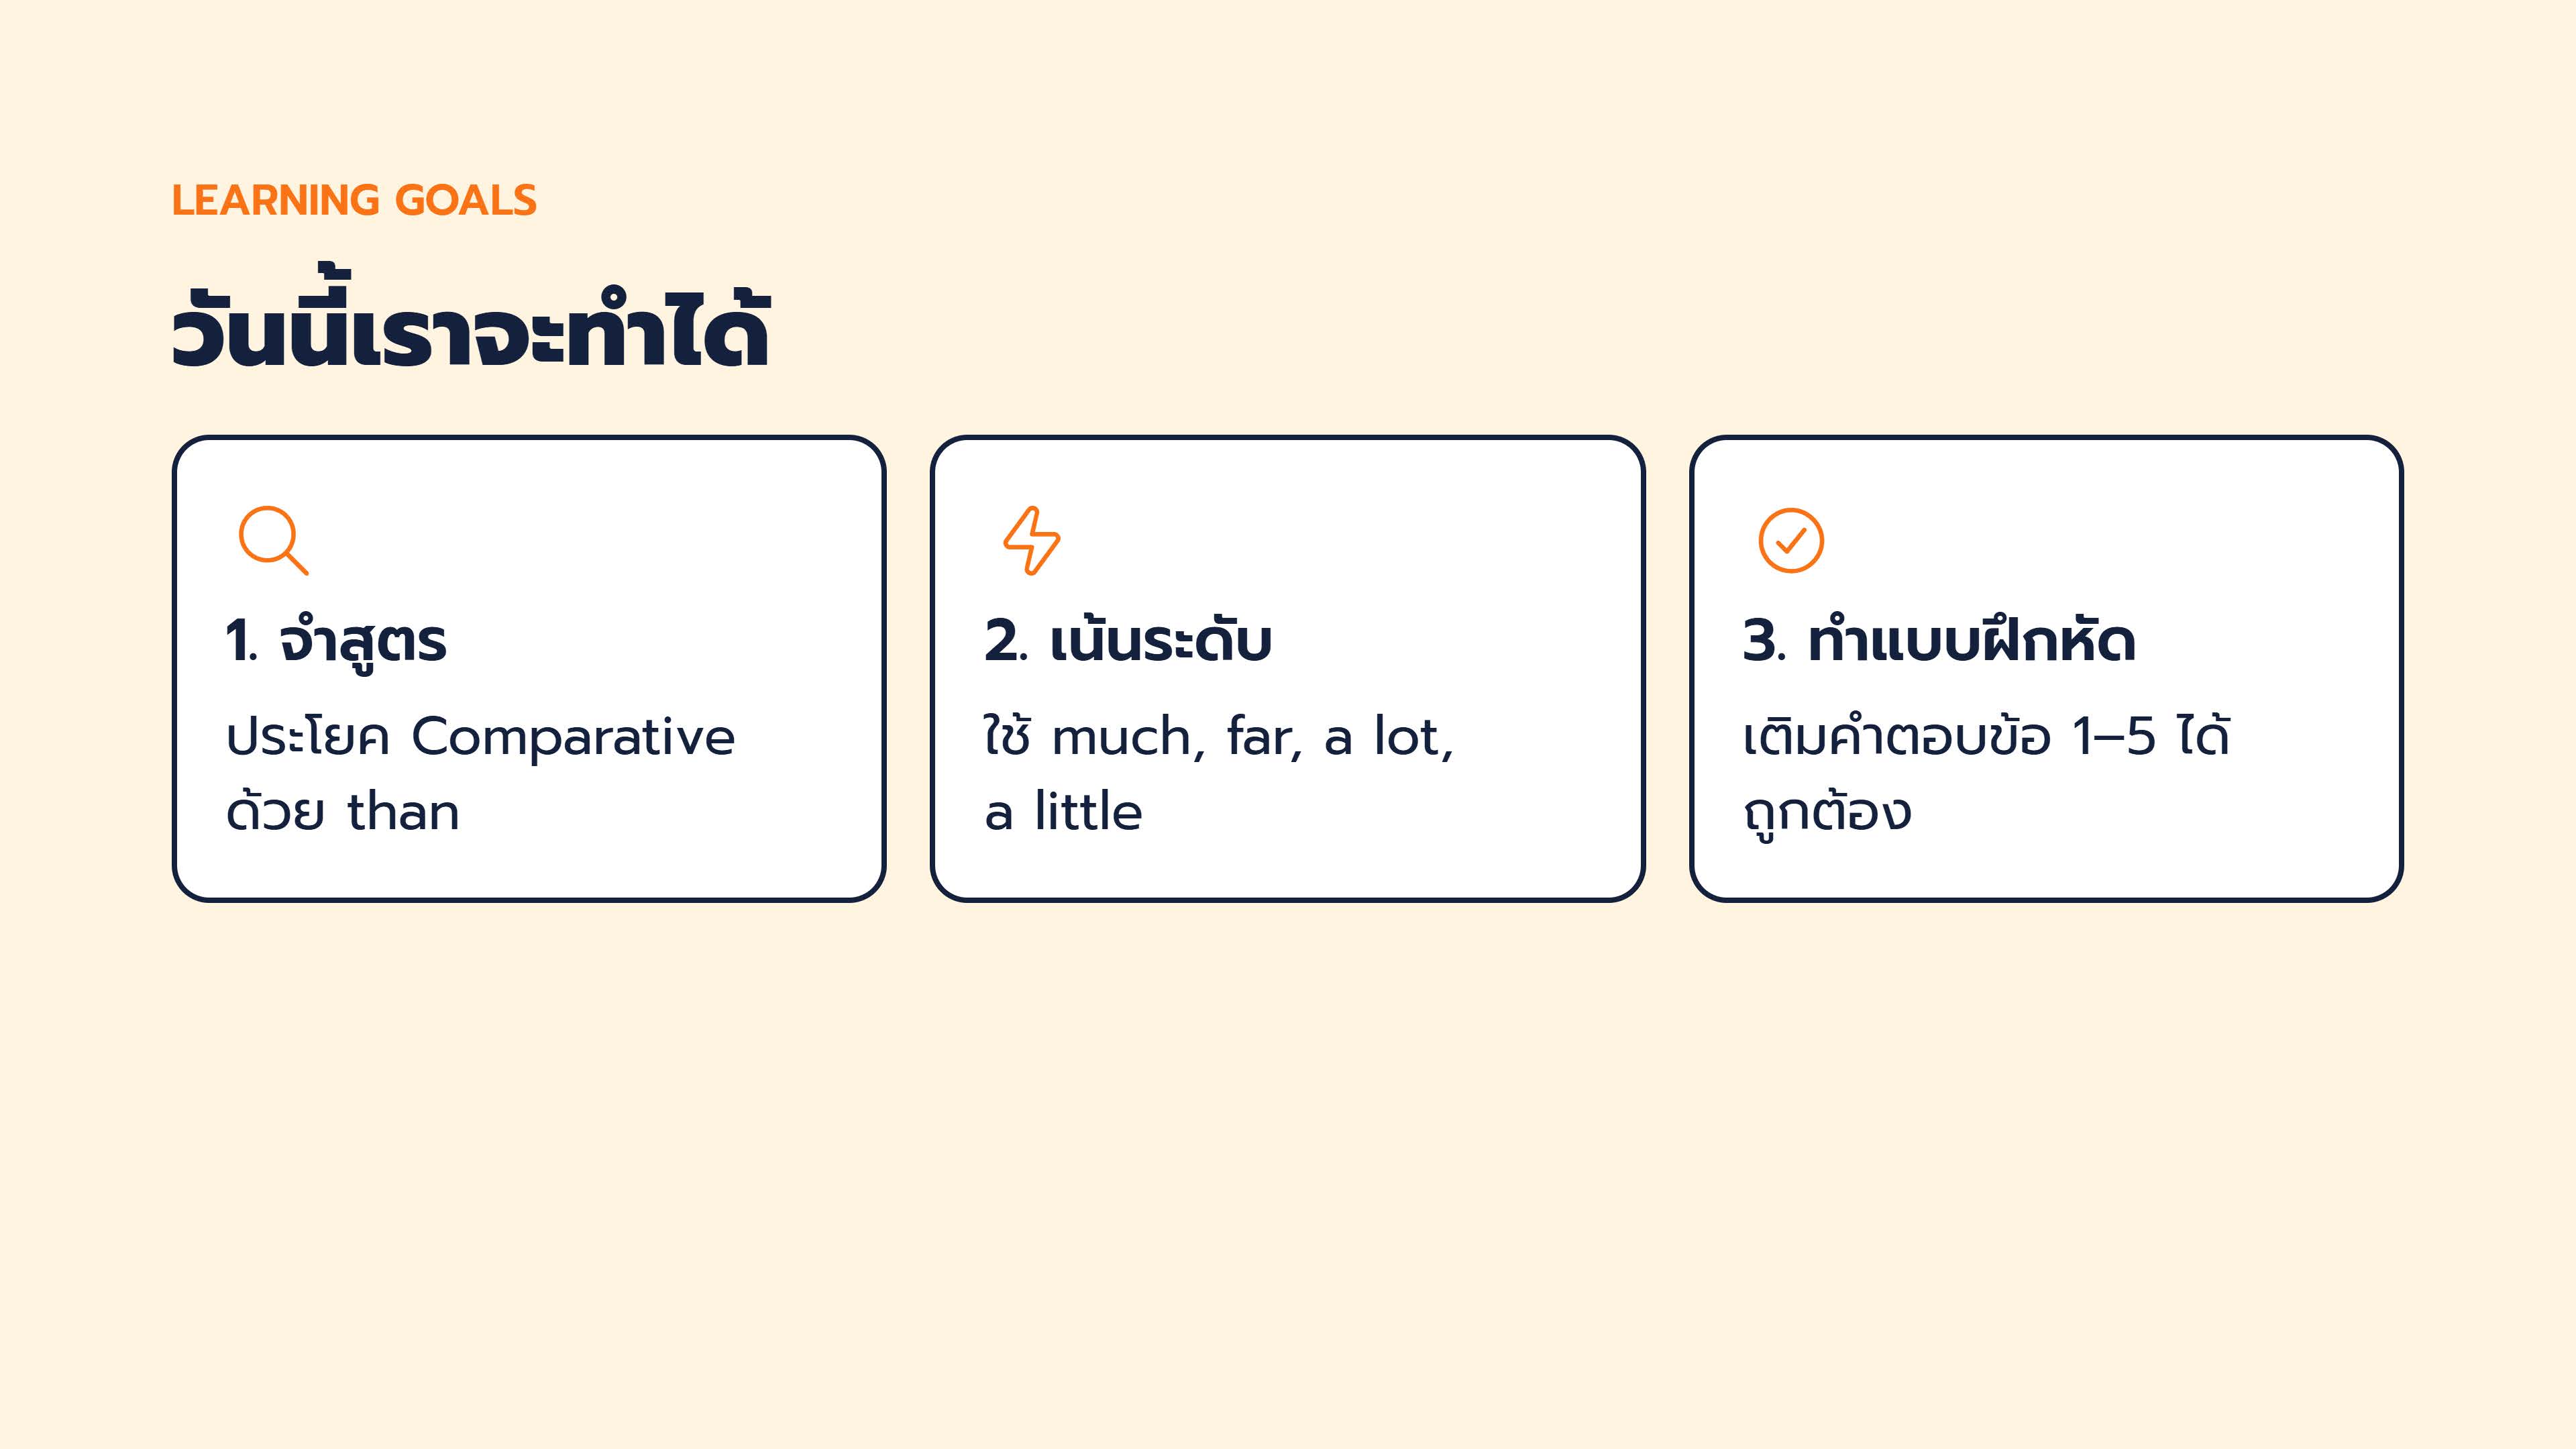 LEARNING GOALS
วันนี้เราจะทำได้
1. จำสูตร
ประโยค Comparative
ด้วย than
2. เน้นระดับ
ใช้ much, far, a lot,
a little
3. ทำแบบฝึกหัด
เติมคำตอบข้อ 1–5 ได้
ถูกต้อง